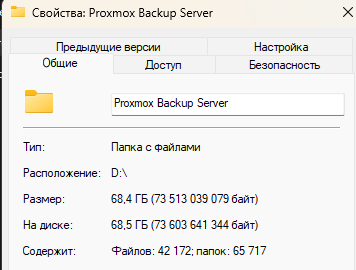 Свойства: Proxmox Backup Server
Предыдущие версии Настройка
Общие Доступ Безопасность
Proxmox Backup Server
Тип: Папка с файлами
Расположение: D:\
Размер: 68,4 ГБ (73 513 039 079 байт)
На диске: 68,5 ГБ (73 603 641 344 байт)
Содержит: Файлов: 42 172; папок: 65 717